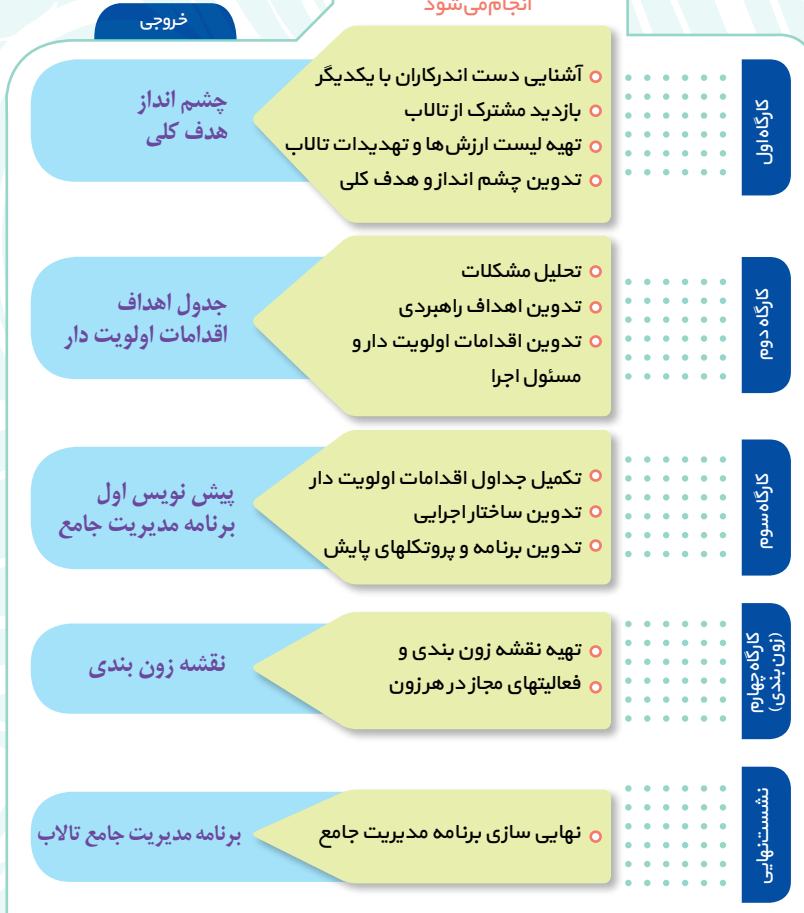 انجام می‌شود
خروجی
کارگاه اول
آشنایی دست اندرکاران با یکدیگر
بازدید مشترک از تالاب
تهیه لیست ارزش‌ها و تهدیدات تالاب
تدوین چشم انداز و هدف کلی
چشم انداز
هدف کلی
کارگاه دوم
تحلیل مشکلات
تدوین اهداف راهبردی
تدوین اقدامات اولویت دار و
مسئول اجرا
جدول اهداف
اقدامات اولویت دار
کارگاه سوم
تکمیل جداول اقدامات اولویت دار
تدوین ساختار اجرایی
تدوین برنامه و پروتکلهای پایش
پیش نویس اول
برنامه مدیریت جامع
کارگاه چهارم
(زون بندی)
تهیه نقشه زون بندی و
فعالیتهای مجاز در هر زون
نقشه زون بندی
نشست نهایی
نهایی سازی برنامه مدیریت جامع
برنامه مدیریت جامع تالاب